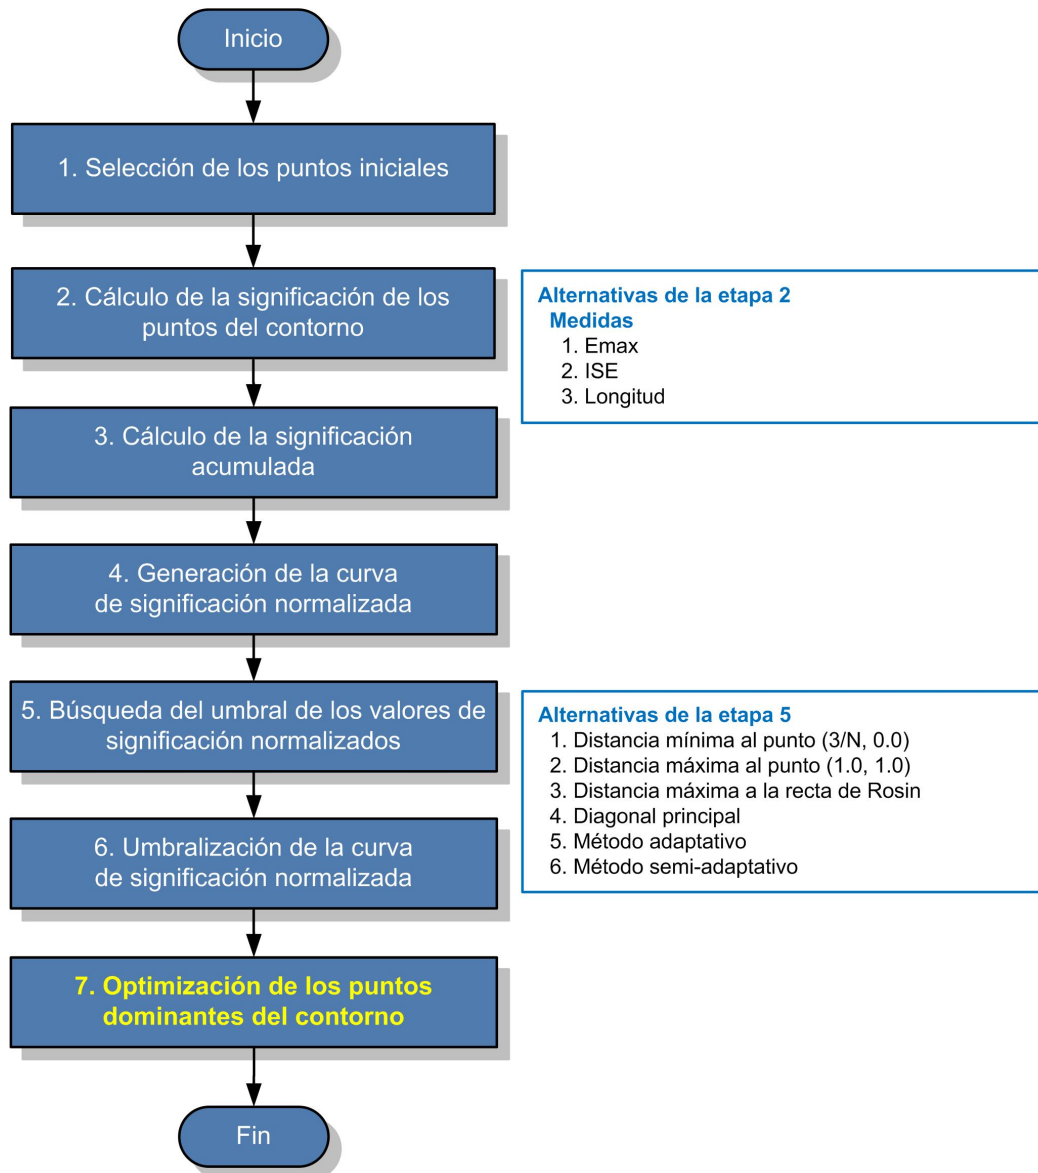 Inicio
1. Selección de los puntos iniciales
2. Cálculo de la significación de los
puntos del contorno
Alternativas de la etapa 2
Medidas
1. Emax
2. ISE
3. Longitud
3. Cálculo de la significación
acumulada
4. Generación de la curva
de significación normalizada
5. Búsqueda del umbral de los valores de
significación normalizados
Alternativas de la etapa 5
1. Distancia mínima al punto (3/N, 0.0)
2. Distancia máxima al punto (1.0, 1.0)
3. Distancia máxima a la recta de Rosin
4. Diagonal principal
5. Método adaptativo
6. Método semi-adaptativo
6. Umbralización de la curva
de significación normalizada
7. Optimización de los puntos
dominantes del contorno
Fin